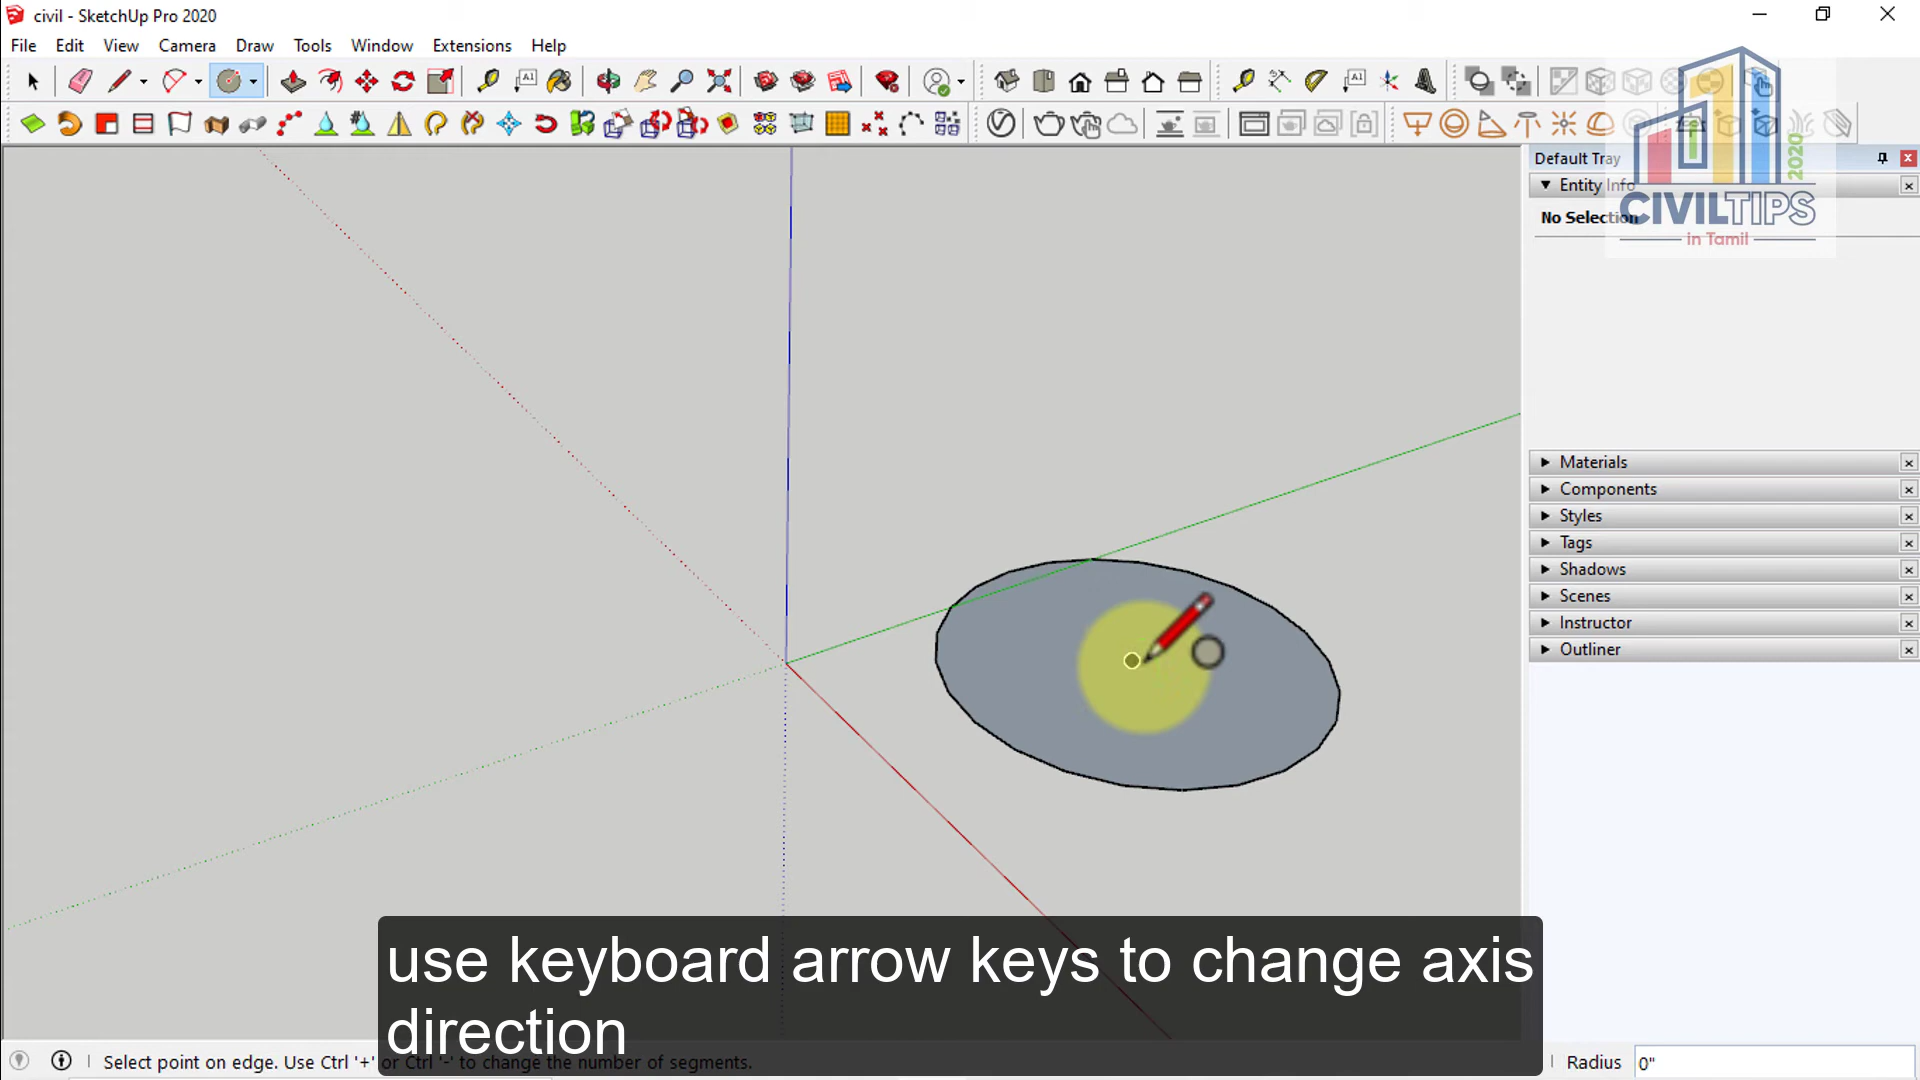 civil - SketchUp Pro 2020
File Edit View Camera Draw Tools Window Extensions Help
A1
A1
Default Tray
Entity Info
No Selection
2020
CIVILTIPS
in Tamil
Materials
Components
Styles
Tags
Shadows
Scenes
Instructor
Outliner
use keyboard arrow keys to change axis
direction
Select point on edge. Use Ctrl '+' or Ctrl '-' to change the number of segments.
Radius 0"